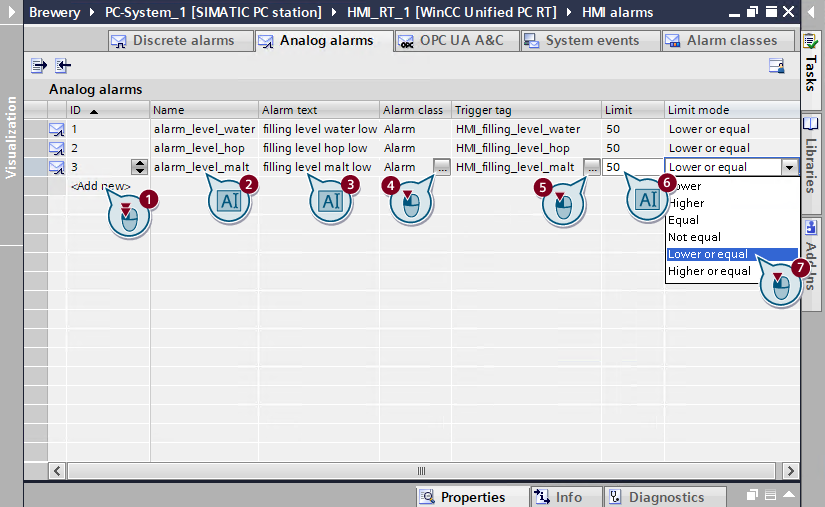 Brewery › PC-System_1 [SIMATIC PC station] › HMI_RT_1 [WinCC Unified PC RT] › HMI alarms
Discrete alarms Analog alarms OPC UA A&C System events Alarm classes
Analog alarms
ID Name Alarm text Alarm class Trigger tag Limit Limit mode
1 alarm_level_water filling level water low Alarm HMI_filling_level_water 50 Lower or equal
2 alarm_level_hop filling level hop low Alarm HMI_filling_level_hop 50 Lower or equal
3 alarm_level_malt filling level malt low Alarm ... HMI_filling_level_malt ... 50 Lower or equal
<Add new>
Lower
Higher
Equal
Not equal
Lower or equal
Higher or equal
1
2 AI
3 AI
4
5
6 AI
7
Visualization
Tasks
Libraries
Add-Ins
Properties Info Diagnostics